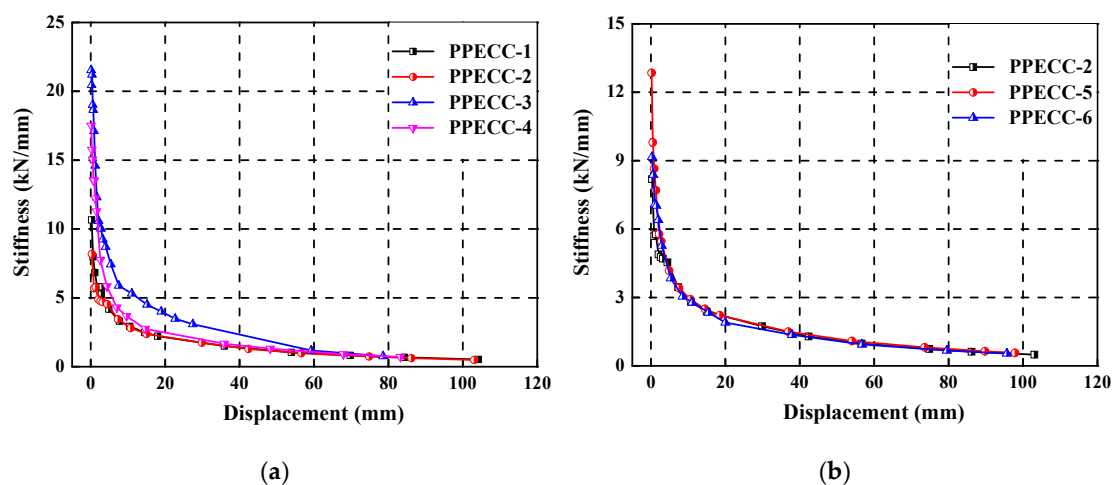 25
20
15
10
5
0
0 20 40 60 80 100 120
Stiffness (kN/mm)
Displacement (mm)
PPECC-1
PPECC-2
PPECC-3
PPECC-4
(a)
15
12
9
6
3
0
0 20 40 60 80 100 120
Stiffness (kN/mm)
Displacement (mm)
PPECC-2
PPECC-5
PPECC-6
(b)